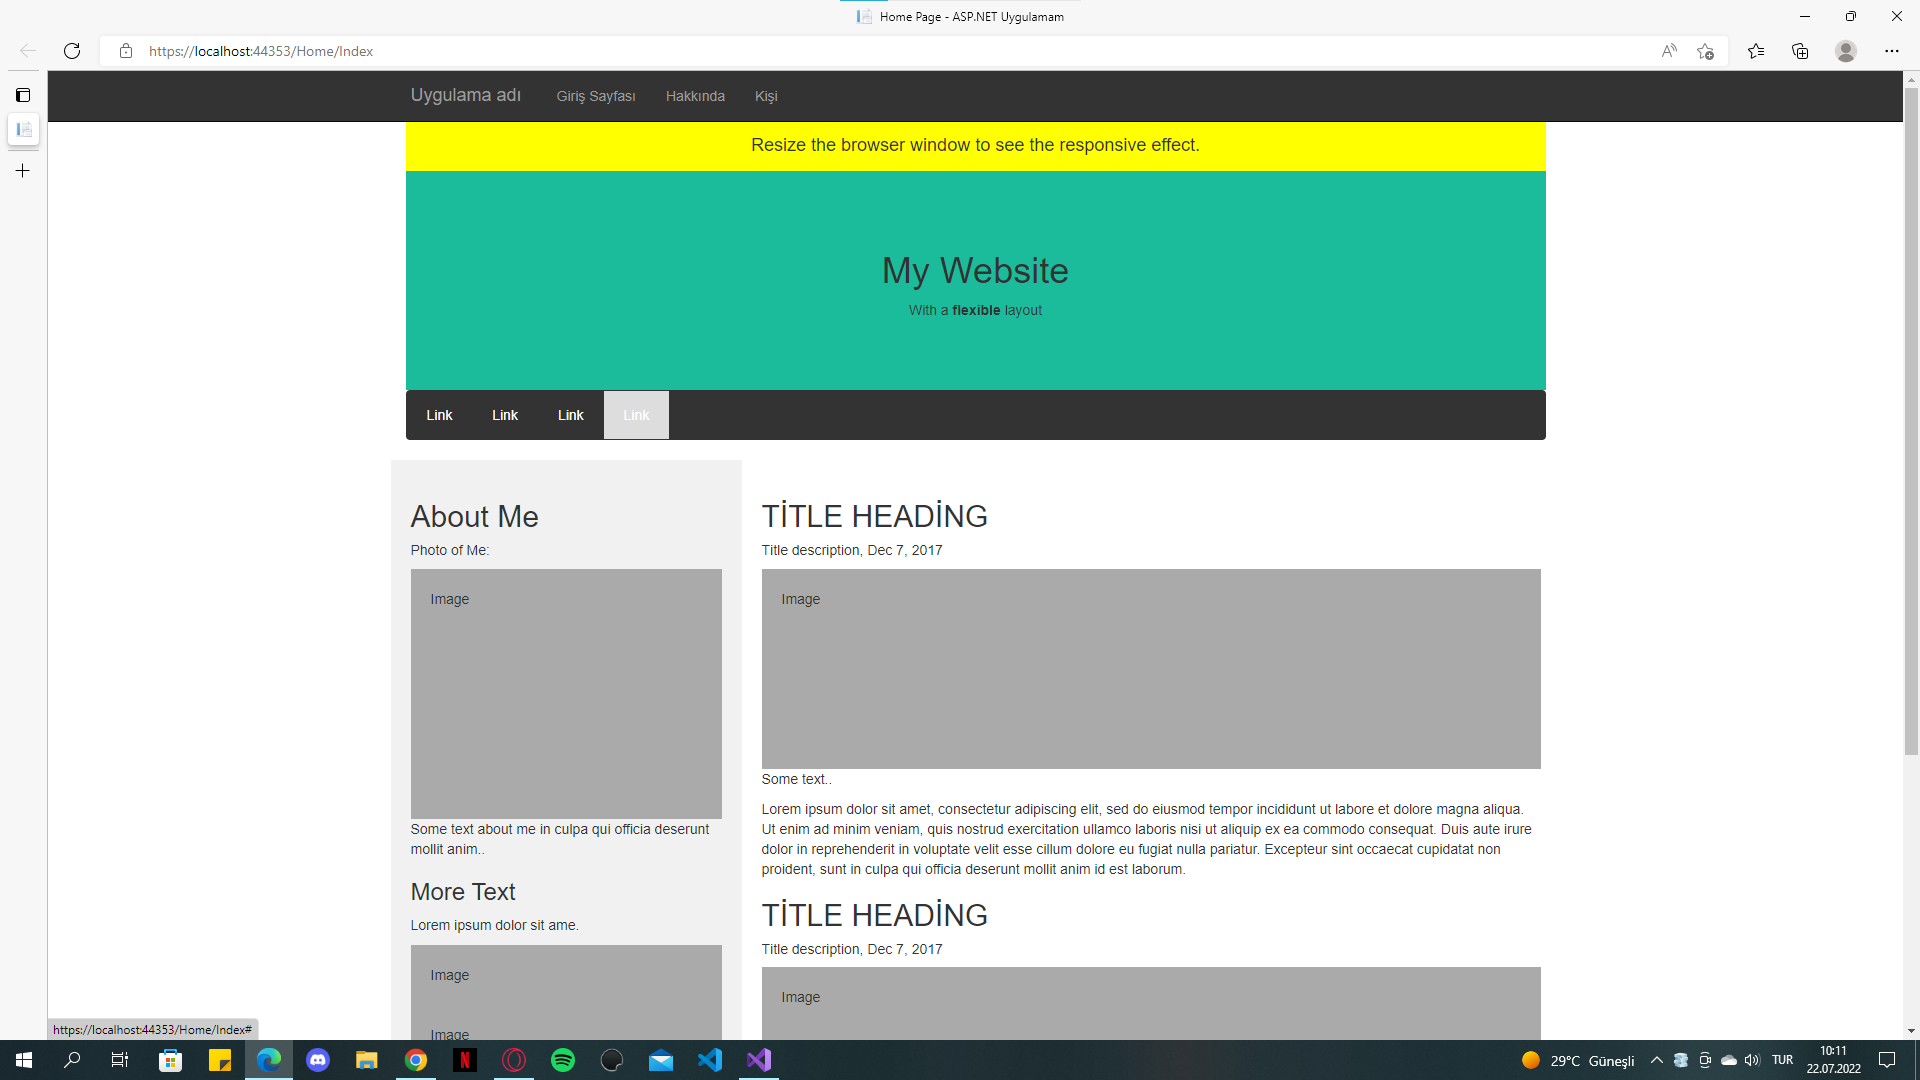 Home Page - ASP.NET Uygulamam
https://localhost:44353/Home/Index
Uygulama adı Giriş Sayfası Hakkında Kişi
Resize the browser window to see the responsive effect.
My Website
With a flexible layout
Link Link Link Link
About Me
Photo of Me:
Image
Some text about me in culpa qui officia deserunt
mollit anim..
More Text
Lorem ipsum dolor sit ame.
Image
Image
TİTLE HEADİNG
Title description, Dec 7, 2017
Image
Some text..
Lorem ipsum dolor sit amet, consectetur adipiscing elit, sed do eiusmod tempor incididunt ut labore et dolore magna aliqua.
Ut enim ad minim veniam, quis nostrud exercitation ullamco laboris nisi ut aliquip ex ea commodo consequat. Duis aute irure
dolor in reprehenderit in voluptate velit esse cillum dolore eu fugiat nulla pariatur. Excepteur sint occaecat cupidatat non
proident, sunt in culpa qui officia deserunt mollit anim id est laborum.
TİTLE HEADİNG
Title description, Dec 7, 2017
Image
https://localhost:44353/Home/Index#
29°C Güneşli
TUR
10:11
22.07.2022